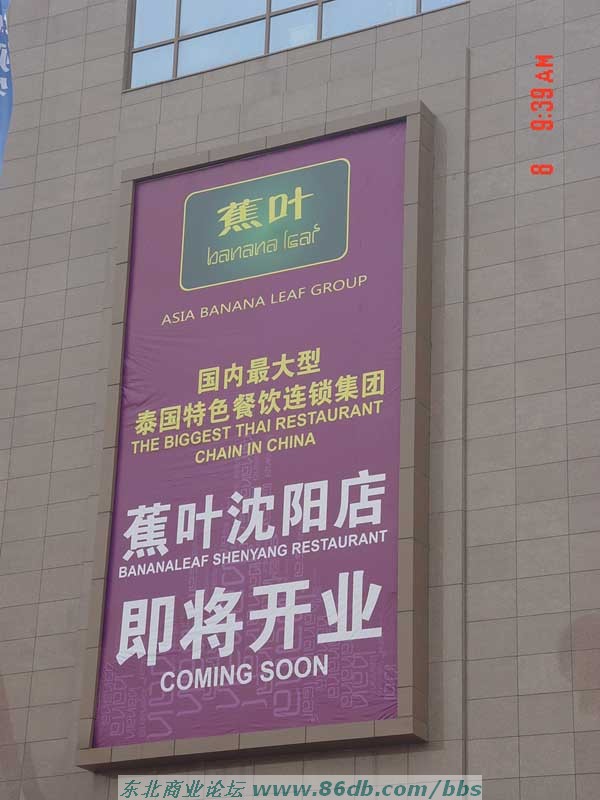 8 9:39 AM
蕉叶
banana leaf
ASIA BANANA LEAF GROUP
国内最大型
泰国特色餐饮连锁集团
THE BIGGEST THAI RESTAURANT
CHAIN IN CHINA
蕉叶沈阳店
BANANALEAF SHENYANG RESTAURANT
即将开业
COMING SOON
东北商业论坛 www.86db.com/bbs